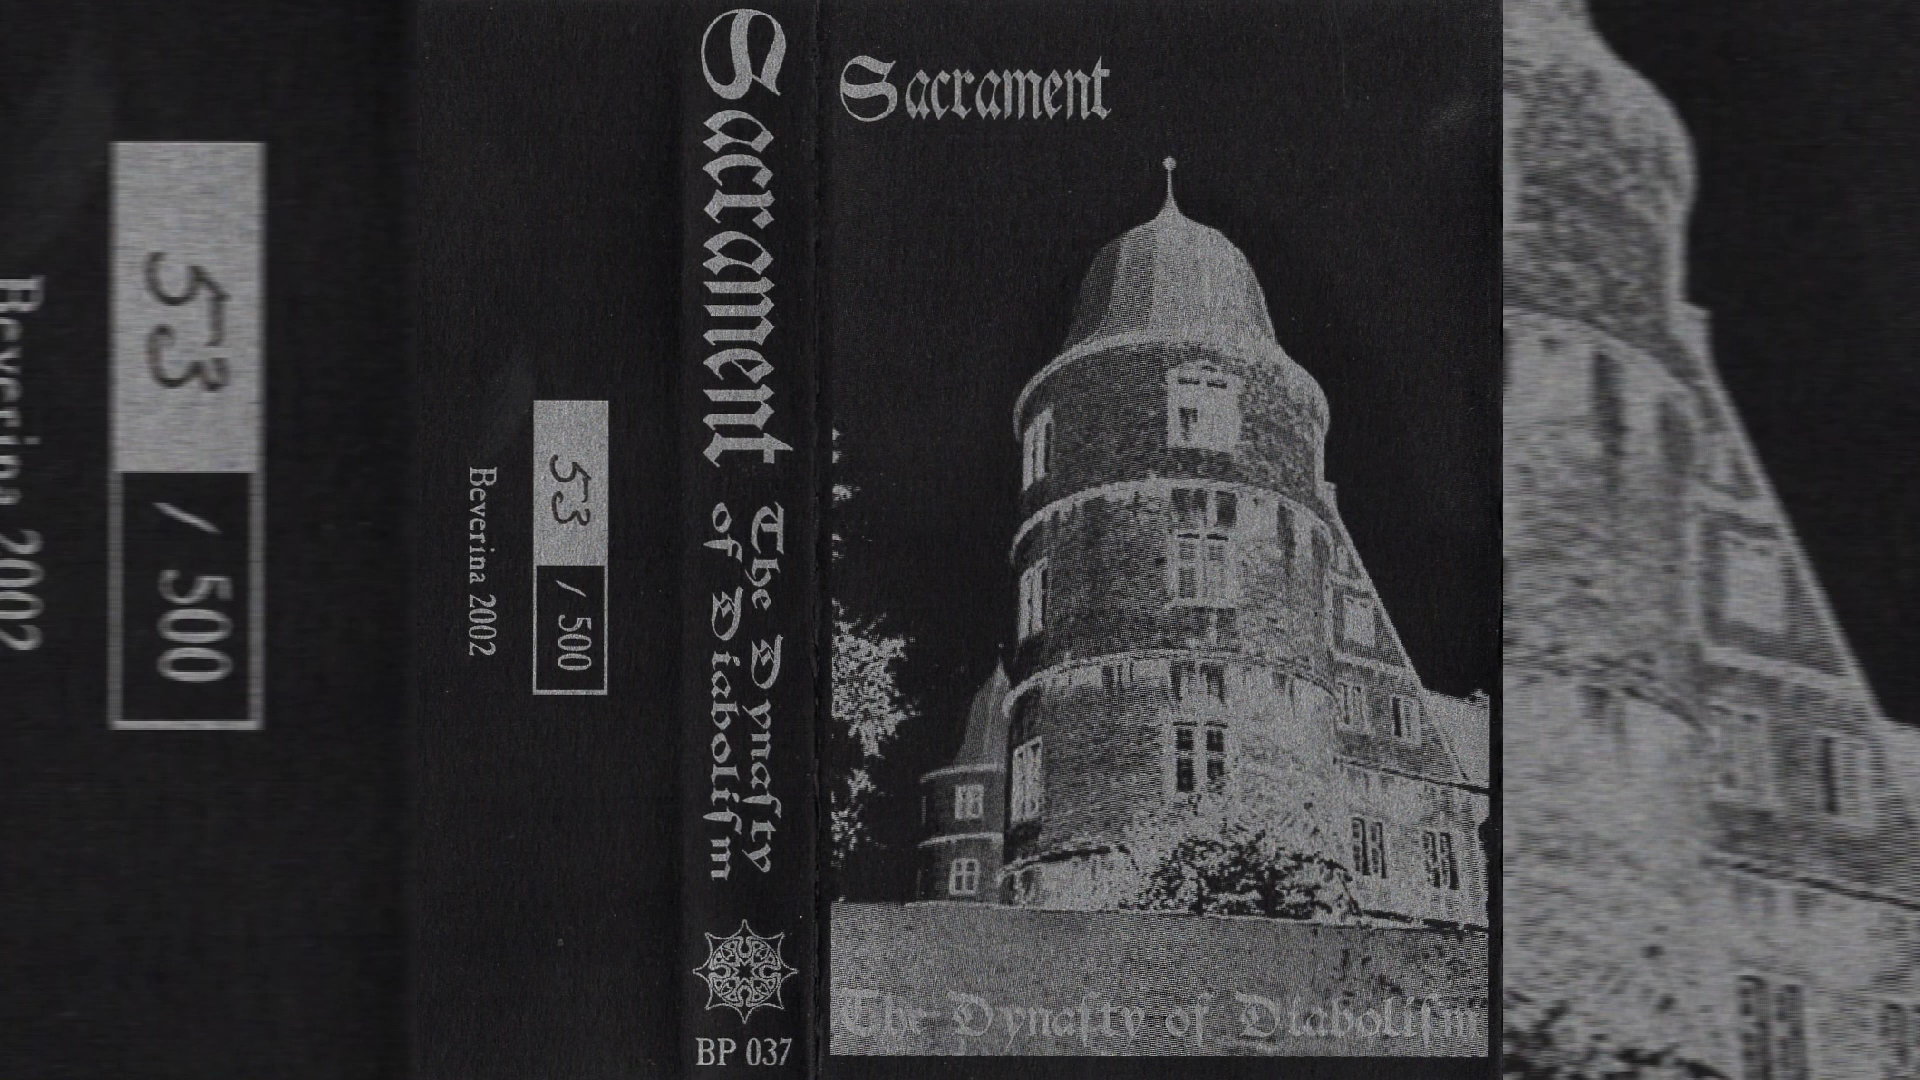 Sacrament
The Dynaſty of Diaboliſm
Sacrament
The Dynaſty
of Diaboliſm
BP 037
53 / 500
Beverina 2002
53 / 500
Beverina 2002